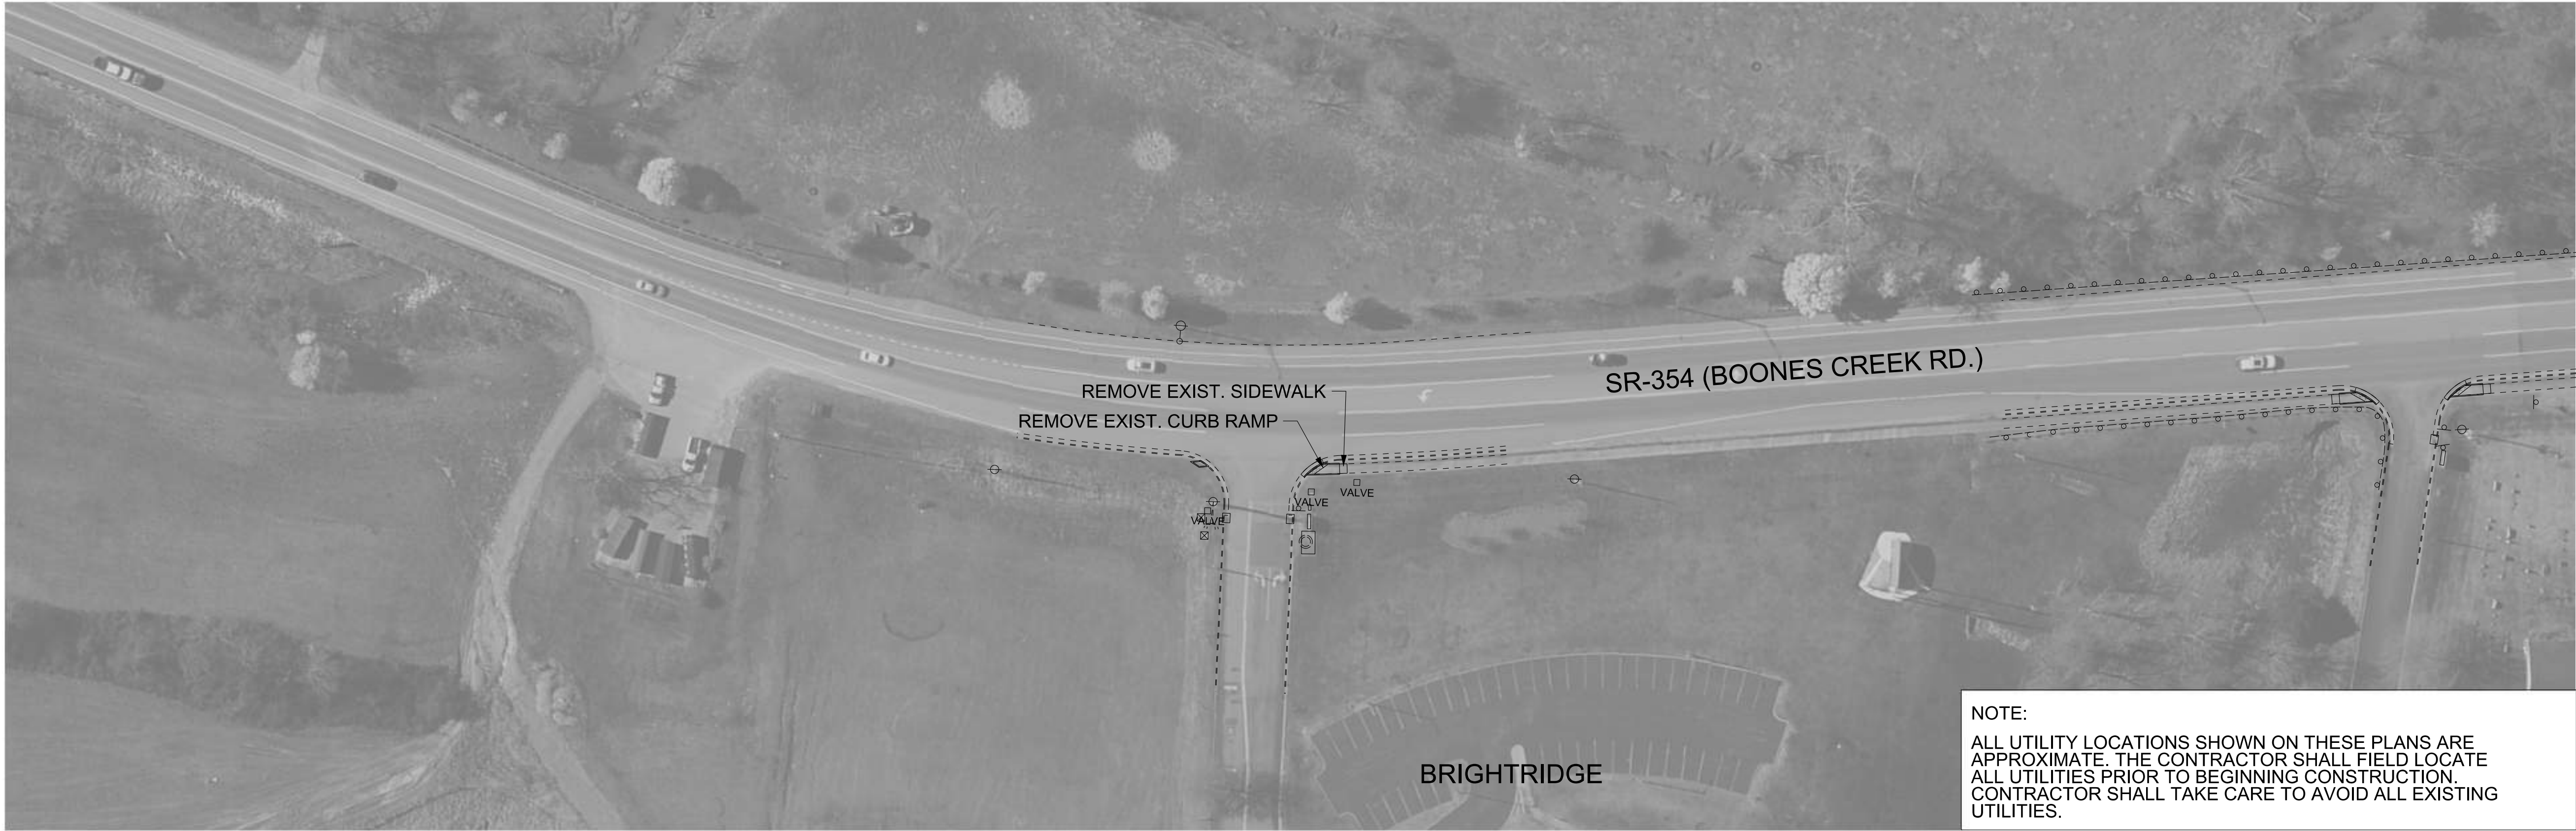 REMOVE EXIST. SIDEWALK
REMOVE EXIST. CURB RAMP
SR-354 (BOONES CREEK RD.)
VALVE
VALVE
VALVE
BRIGHTRIDGE
NOTE:
ALL UTILITY LOCATIONS SHOWN ON THESE PLANS ARE
APPROXIMATE. THE CONTRACTOR SHALL FIELD LOCATE
ALL UTILITIES PRIOR TO BEGINNING CONSTRUCTION.
CONTRACTOR SHALL TAKE CARE TO AVOID ALL EXISTING
UTILITIES.